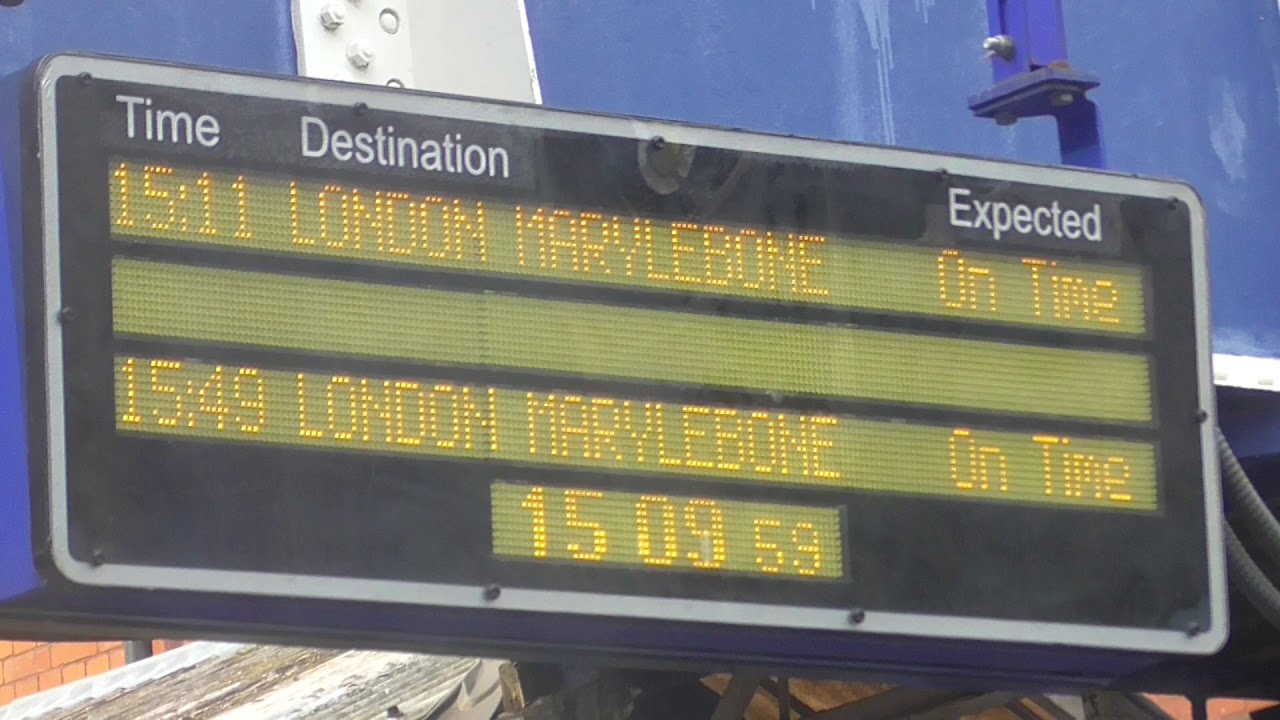 Time Destination Expected
15:11 LONDON MARYLEBONE On Time
15:49 LONDON MARYLEBONE On Time
15 09 59